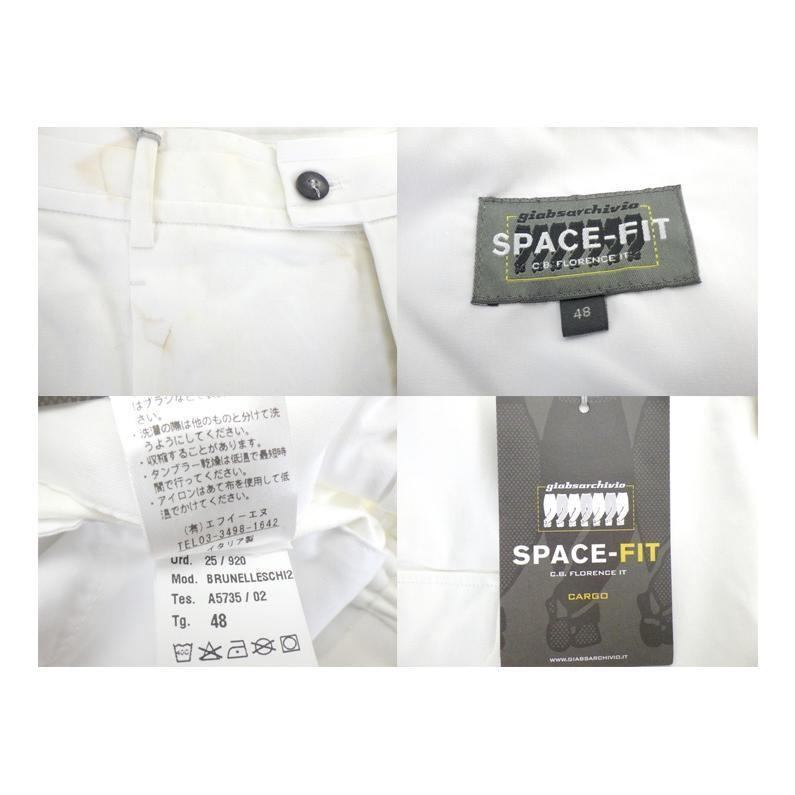 giabsarchivio
SPACE-FIT
C.B. FLORENCE IT
48
さい。
・洗濯の際は他のものと分けて洗
うようにしてください。
・収縮することがあります。
・タンブラー乾燥は低温で最短時
間で行ってください。
・アイロンはあて布を使用して低
温でかけてください。
(有)エフイーエヌ
TEL03-3498-1642
イタリア製
Ord. 25 / 920
Mod. BRUNELLESCHI2
Tes. A5735 / 02
Tg. 48
giabsarchivio
SPACE-FIT
C.B. FLORENCE IT
CARGO
WWW.GIABSARCHIVIO.IT